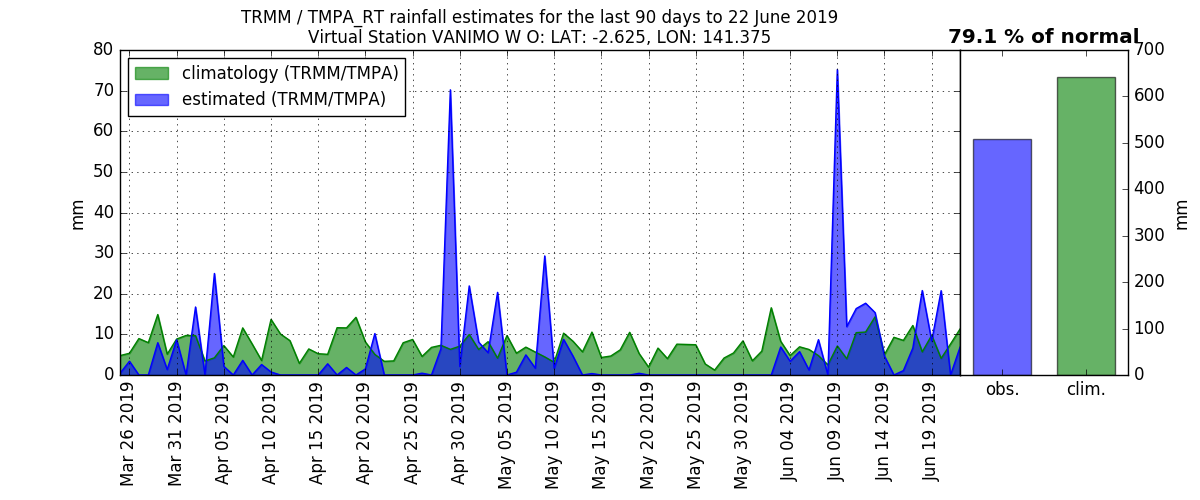 TRMM / TMPA_RT rainfall estimates for the last 90 days to 22 June 2019
Virtual Station VANIMO W O: LAT: -2.625, LON: 141.375
79.1 % of normal
climatology (TRMM/TMPA)
estimated (TRMM/TMPA)
80
70
60
50
40
30
20
10
0
mm
Mar 26 2019
Mar 31 2019
Apr 05 2019
Apr 10 2019
Apr 15 2019
Apr 20 2019
Apr 25 2019
Apr 30 2019
May 05 2019
May 10 2019
May 15 2019
May 20 2019
May 25 2019
May 30 2019
Jun 04 2019
Jun 09 2019
Jun 14 2019
Jun 19 2019
700
600
500
400
300
200
100
0
mm
obs.
clim.